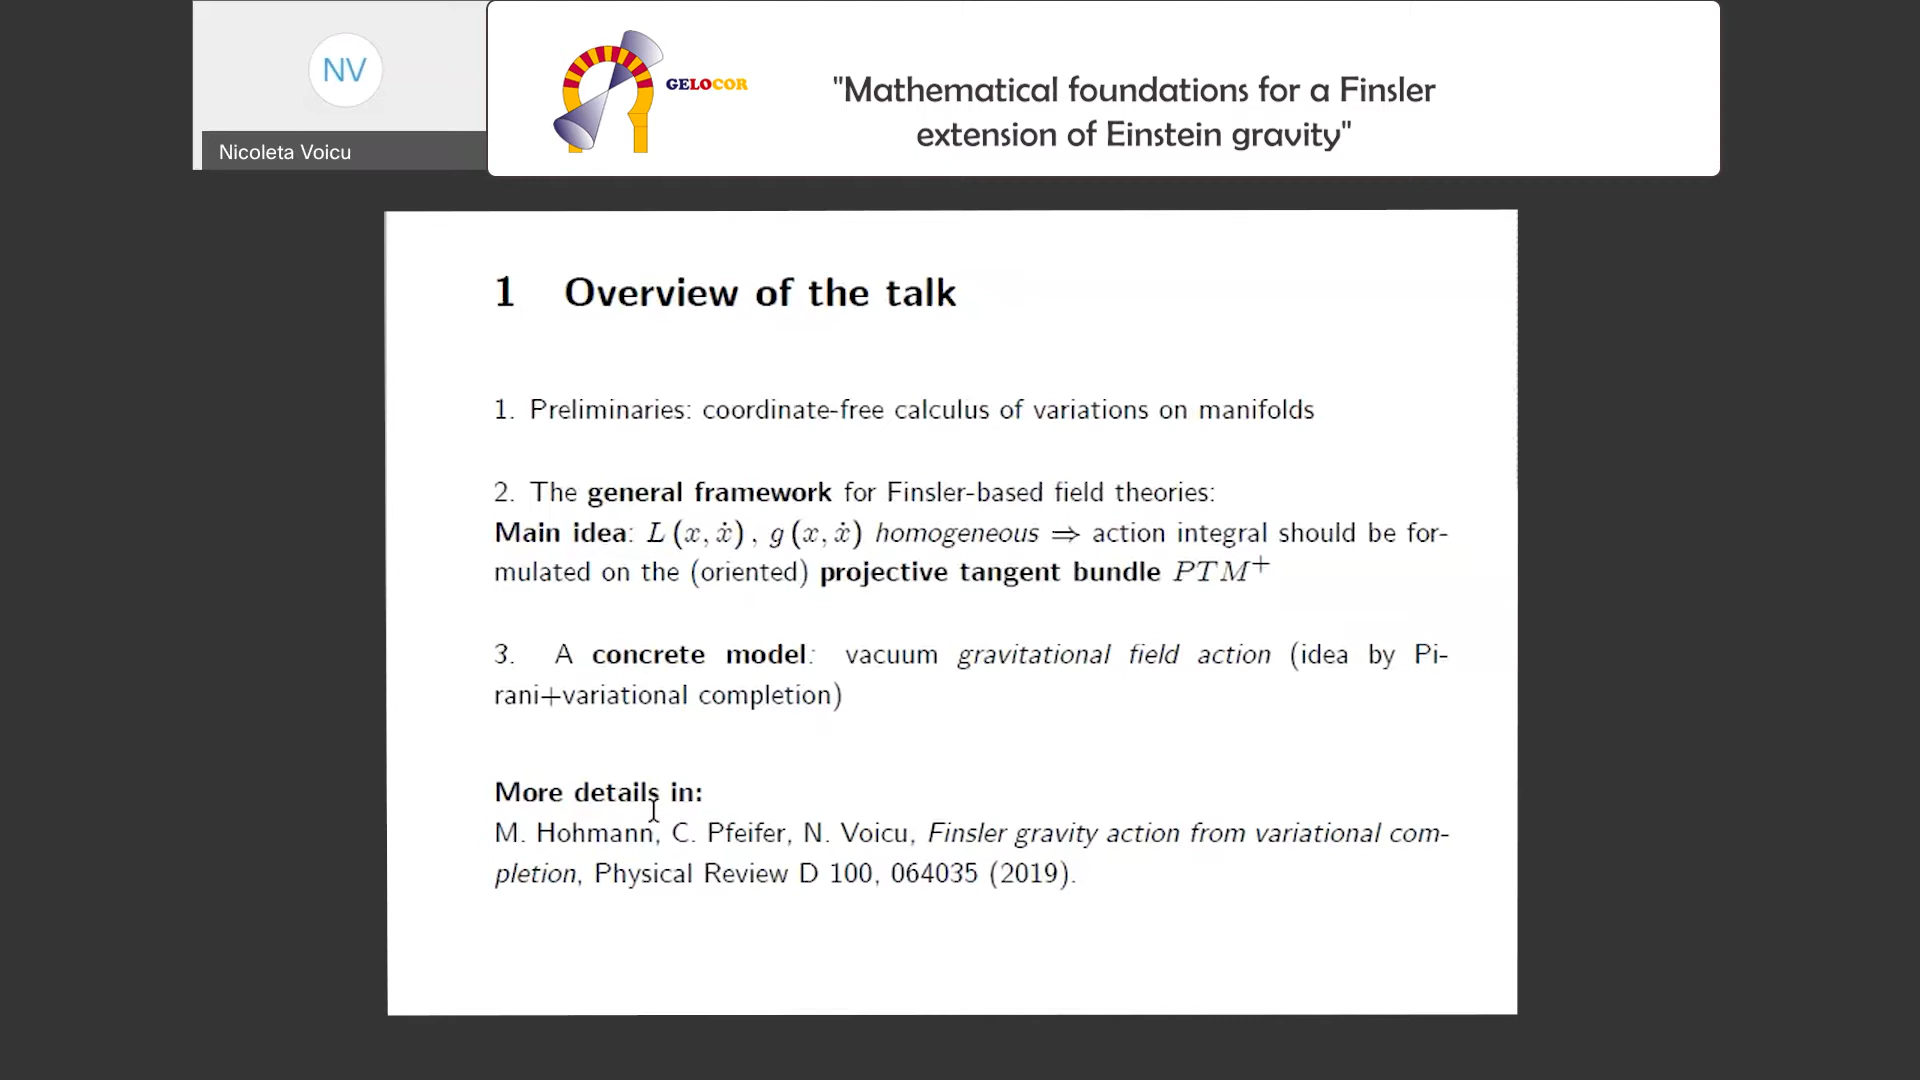 NV
Nicoleta Voicu
GELOCOR
"Mathematical foundations for a Finsler
extension of Einstein gravity"
1 Overview of the talk
1. Preliminaries: coordinate-free calculus of variations on manifolds
2. The general framework for Finsler-based field theories:
Main idea: L (x, ẋ) , g (x, ẋ) homogeneous ⇒ action integral should be for-
mulated on the (oriented) projective tangent bundle PTM⁺
3. A concrete model: vacuum gravitational field action (idea by Pi-
rani+variational completion)
More details in:
M. Hohmann, C. Pfeifer, N. Voicu, Finsler gravity action from variational com-
pletion, Physical Review D 100, 064035 (2019).